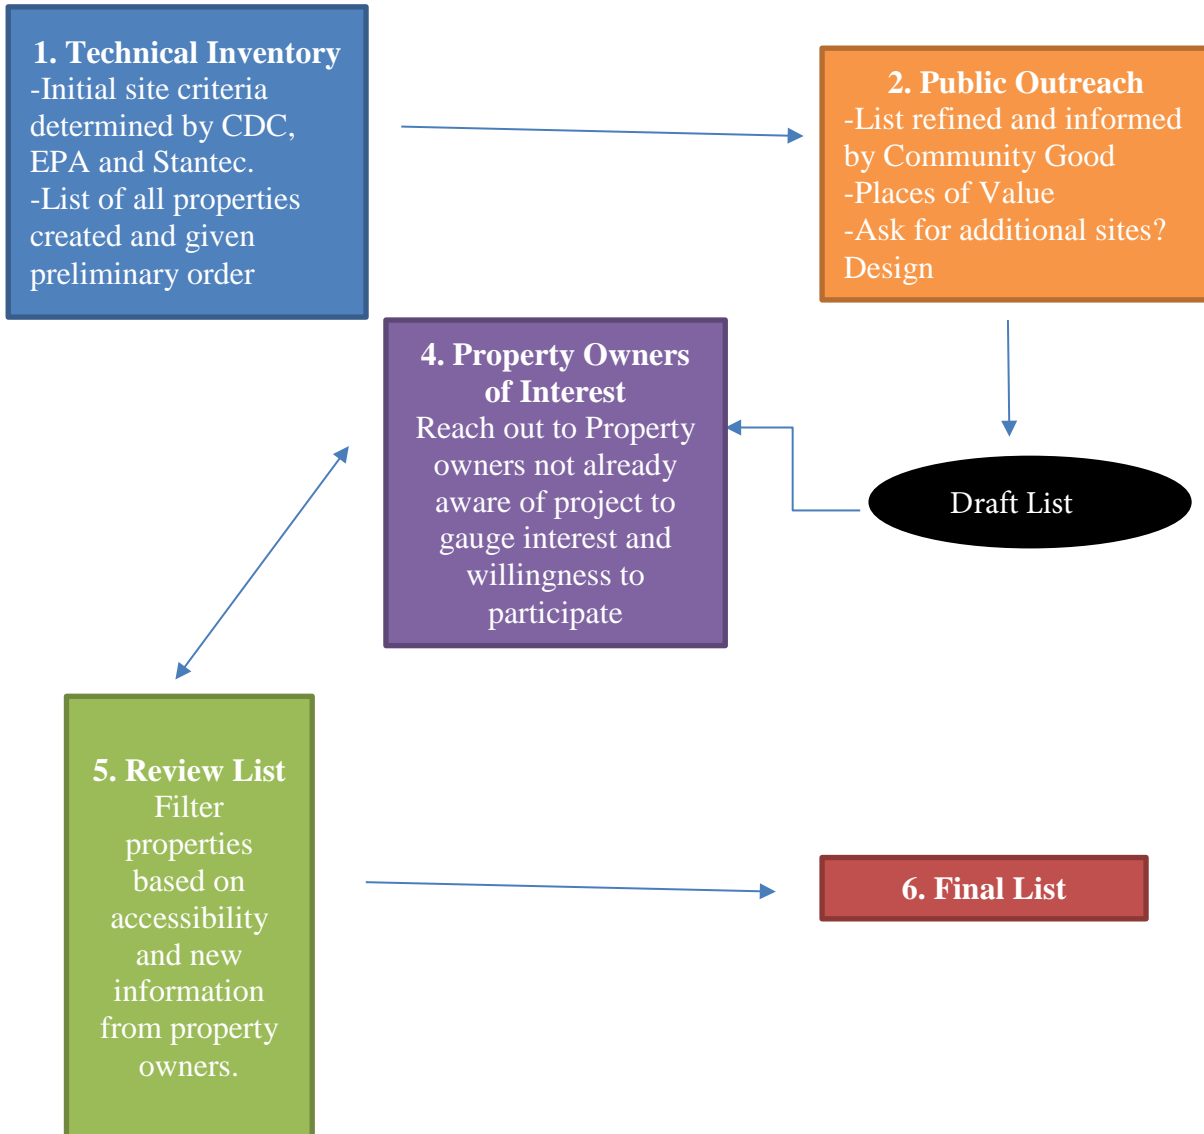 1. Technical Inventory
-Initial site criteria
determined by CDC,
EPA and Stantec.
-List of all properties
created and given
preliminary order
2. Public Outreach
-List refined and informed
by Community Good
-Places of Value
-Ask for additional sites?
Design
Draft List
4. Property Owners
of Interest
Reach out to Property
owners not already
aware of project to
gauge interest and
willingness to
participate
5. Review List
Filter
properties
based on
accessibility
and new
information
from property
owners.
6. Final List